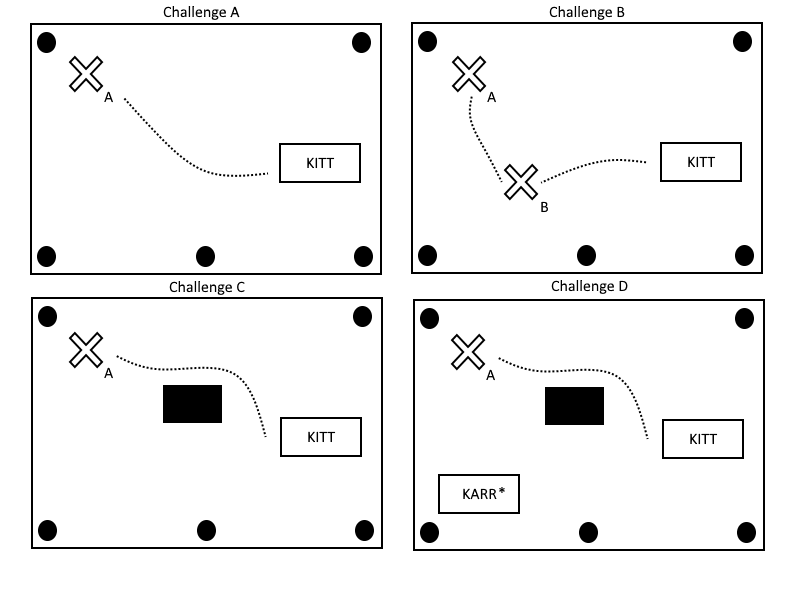 Challenge A
A
KITT
Challenge B
A
KITT
B
Challenge C
A
KITT
Challenge D
A
KITT
KARR*